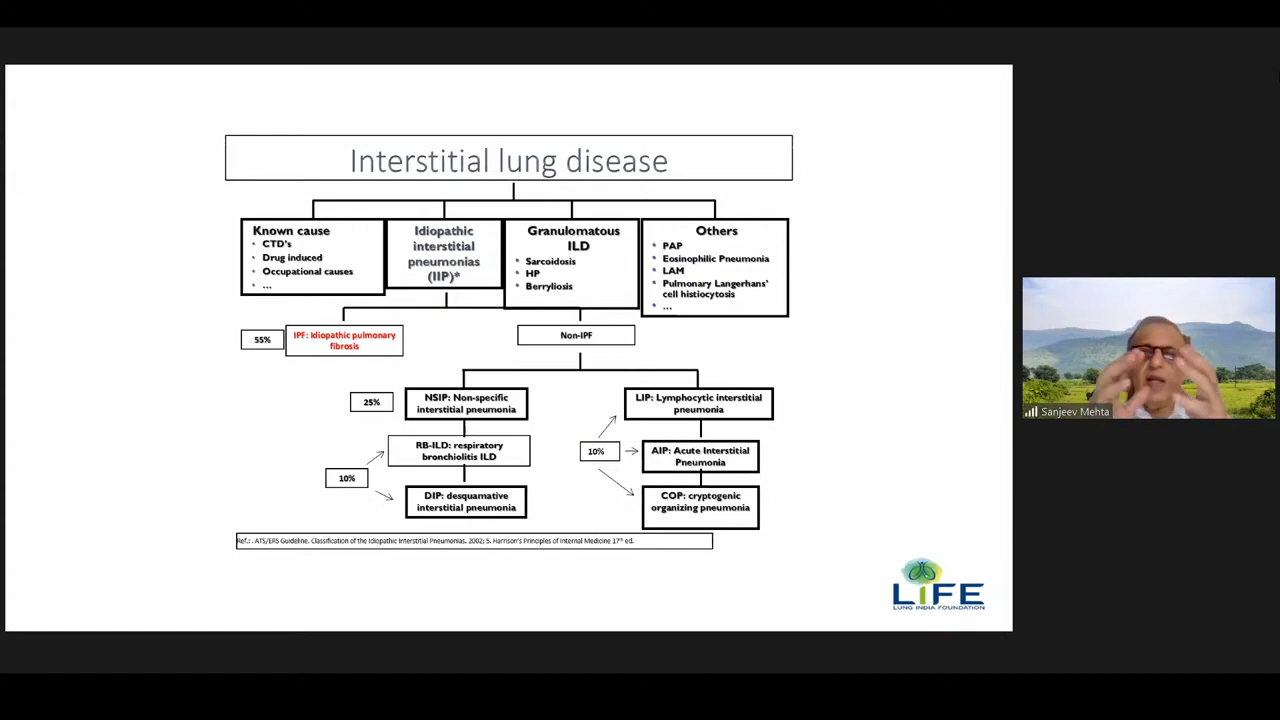 Interstitial lung disease
Known cause
• CTD's
• Drug induced
• Occupational causes
• ...
Idiopathic
interstitial
pneumonias
(IIP)*
Granulomatous
ILD
• Sarcoidosis
• HP
• Berryliosis
Others
• PAP
• Eosinophilic Pneumonia
• LAM
• Pulmonary Langerhans'
cell histiocytosis
• ...
55%
IPF: Idiopathic pulmonary
fibrosis
Non-IPF
25%
NSIP: Non-specific
interstitial pneumonia
LIP: Lymphocytic interstitial
pneumonia
RB-ILD: respiratory
bronchiolitis ILD
10%
AIP: Acute Interstitial
Pneumonia
10%
DIP: desquamative
interstitial pneumonia
COP: cryptogenic
organizing pneumonia
Ref.: . ATS/ERS Guideline. Classification of the Idiopathic Interstitial Pneumonias. 2002; 5. Harrison's Principles of Internal Medicine 17th ed.
LiFE
LUNG INDIA FOUNDATION
Sanjeev Mehta